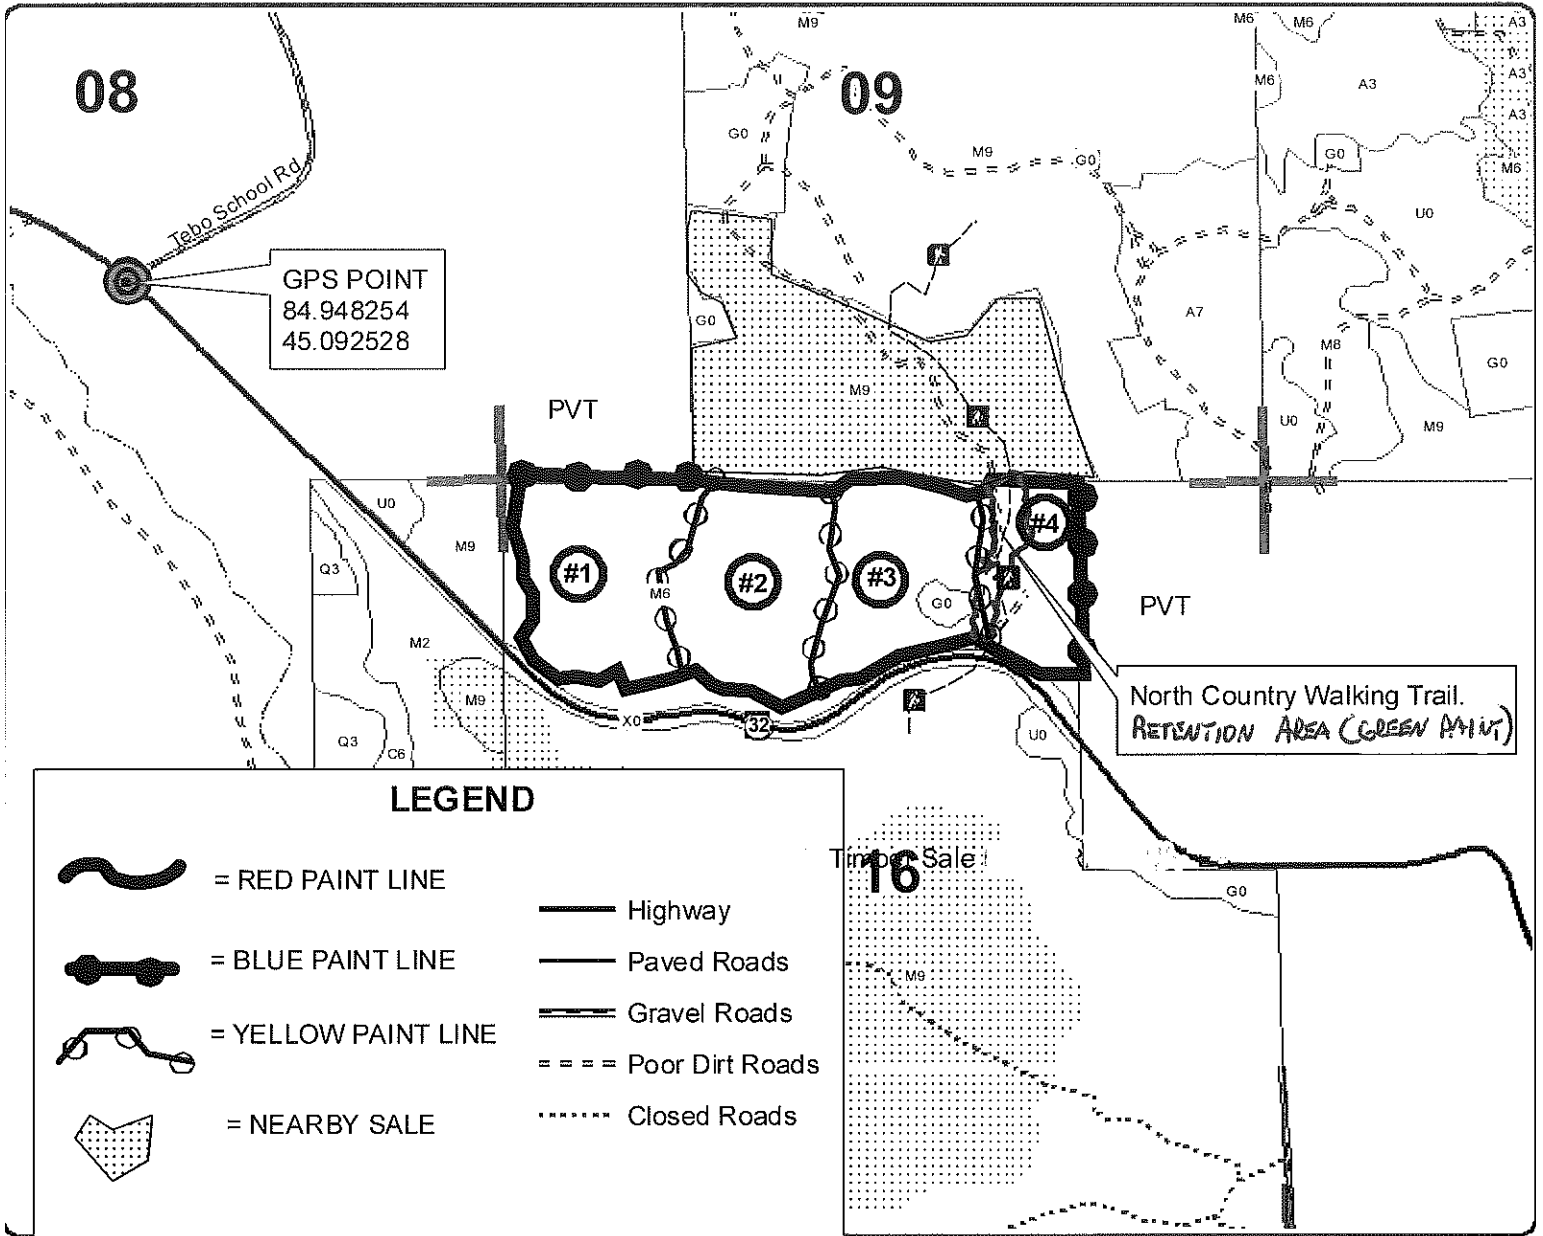 08
09
M9
M6
M6
A3
A3
A3
A3
M6
M6
U
G0
M9
G0
G0
U0
Tebo School Rd
GPS POINT
84.948254
45.092528
G0
A7
M8
G0
M9
U0
M9
PVT
U0
M9
Q3
M2
M9
Q3
C6
#1
M6
#2
#3
G0
#4
PVT
X0
32
U0
North Country Walking Trail.
RETENTION AREA (GREEN PAINT)
Timber Sale
16
G0
M9
LEGEND
= RED PAINT LINE
= BLUE PAINT LINE
= YELLOW PAINT LINE
= NEARBY SALE
Highway
Paved Roads
Gravel Roads
Poor Dirt Roads
Closed Roads